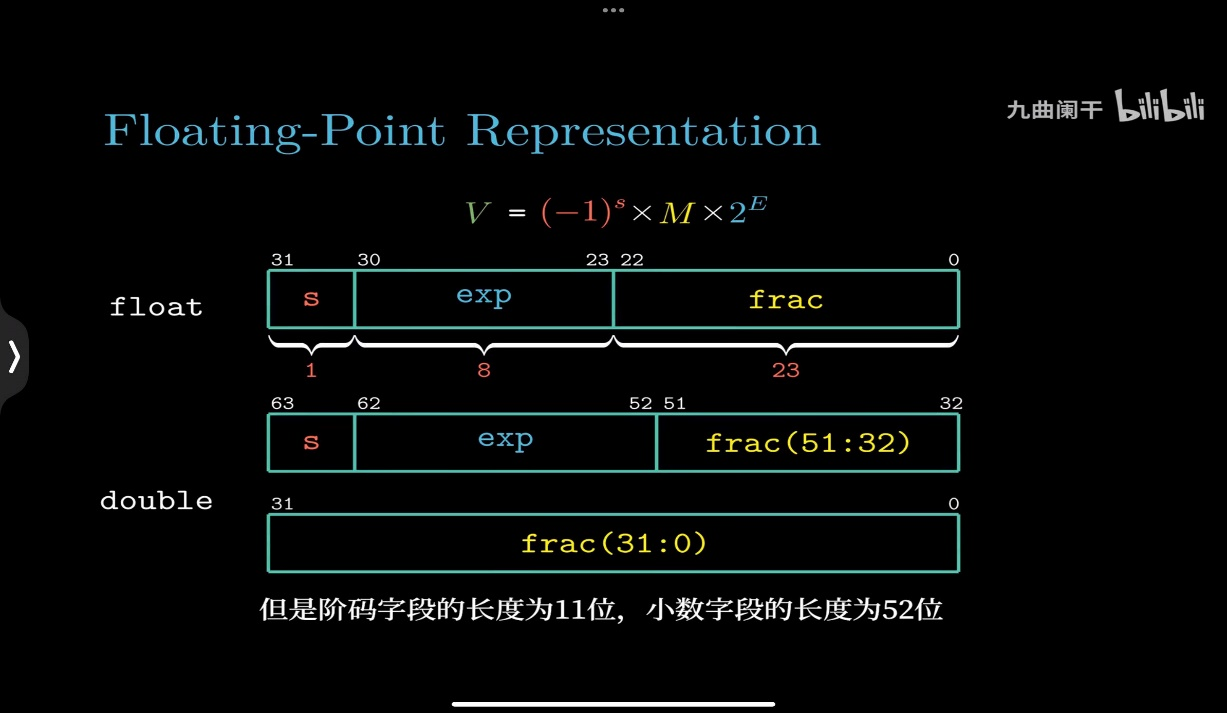 九曲阑干 bilibili
Floating-Point Representation
V = (−1)^s × M × 2^E
31 30 23 22 0
float s exp frac
1 8 23
63 62 52 51 32
s exp frac(51:32)
double
31 0
frac(31:0)
但是阶码字段的长度为11位，小数字段的长度为52位